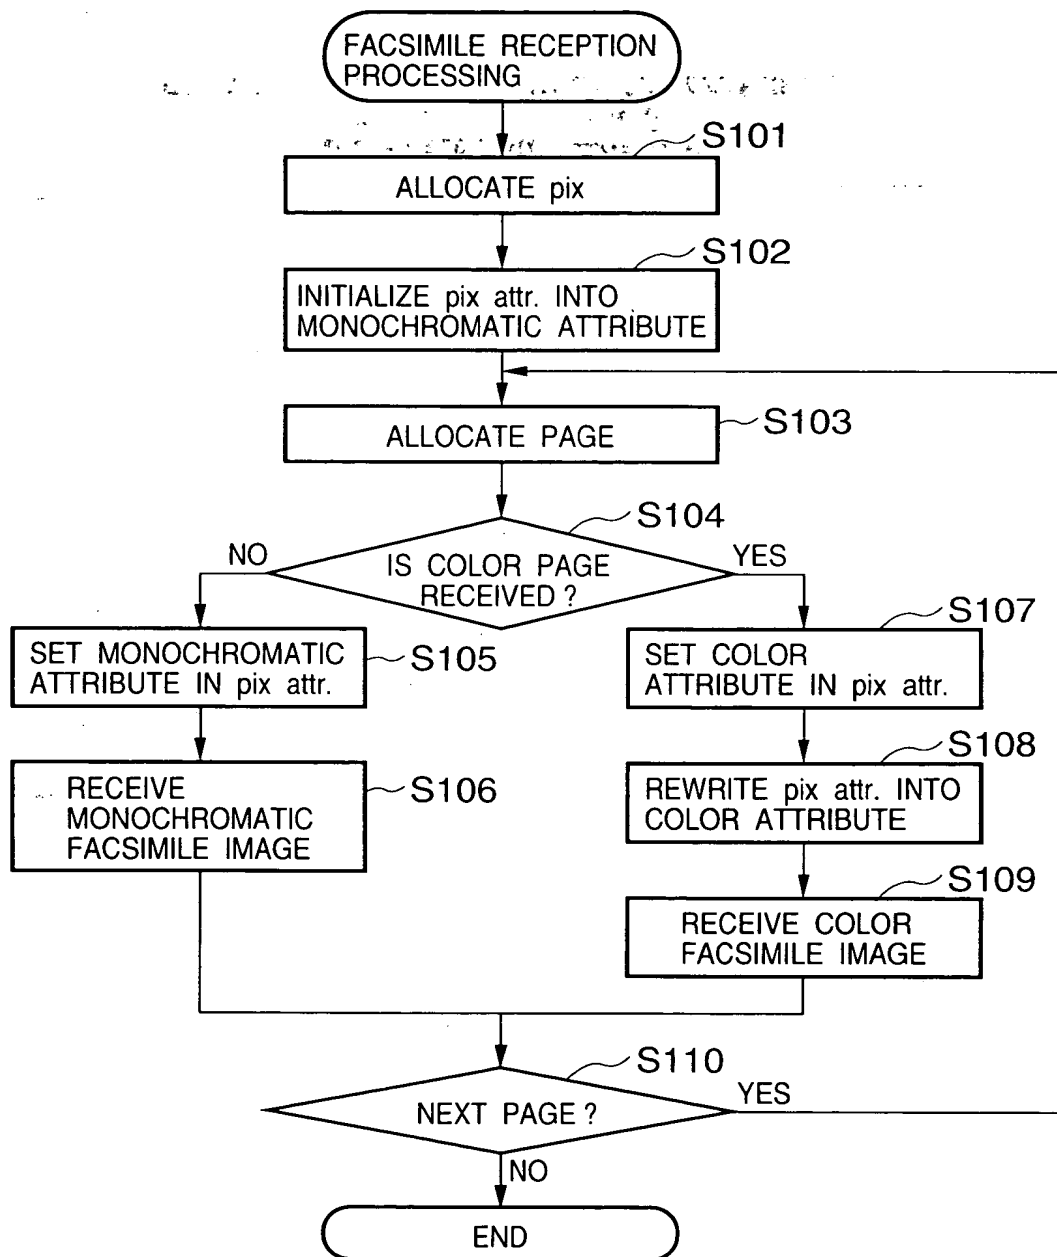 FACSIMILE RECEPTION
PROCESSING
S101
ALLOCATE pix
S102
INITIALIZE pix attr. INTO
MONOCHROMATIC ATTRIBUTE
ALLOCATE PAGE
S103
S104
NO
IS COLOR PAGE
RECEIVED ?
YES
SET MONOCHROMATIC
ATTRIBUTE IN pix attr.
S105
S107
SET COLOR
ATTRIBUTE IN pix attr.
RECEIVE
MONOCHROMATIC
FACSIMILE IMAGE
S106
S108
REWRITE pix attr. INTO
COLOR ATTRIBUTE
S109
RECEIVE COLOR
FACSIMILE IMAGE
S110
NEXT PAGE ?
YES
NO
END